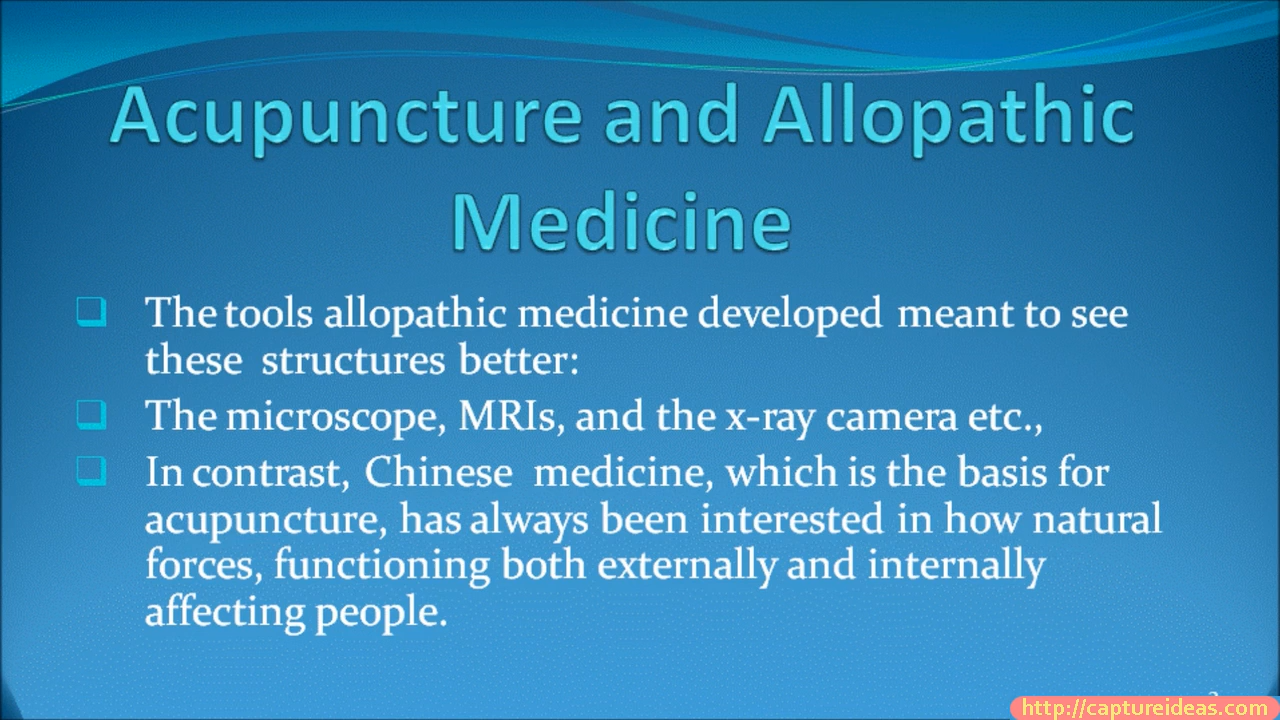 Acupuncture and Allopathic
Medicine
The tools allopathic medicine developed meant to see
these structures better:
The microscope, MRIs, and the x-ray camera etc.,
In contrast, Chinese medicine, which is the basis for
acupuncture, has always been interested in how natural
forces, functioning both externally and internally
affecting people.
http://captureideas.com